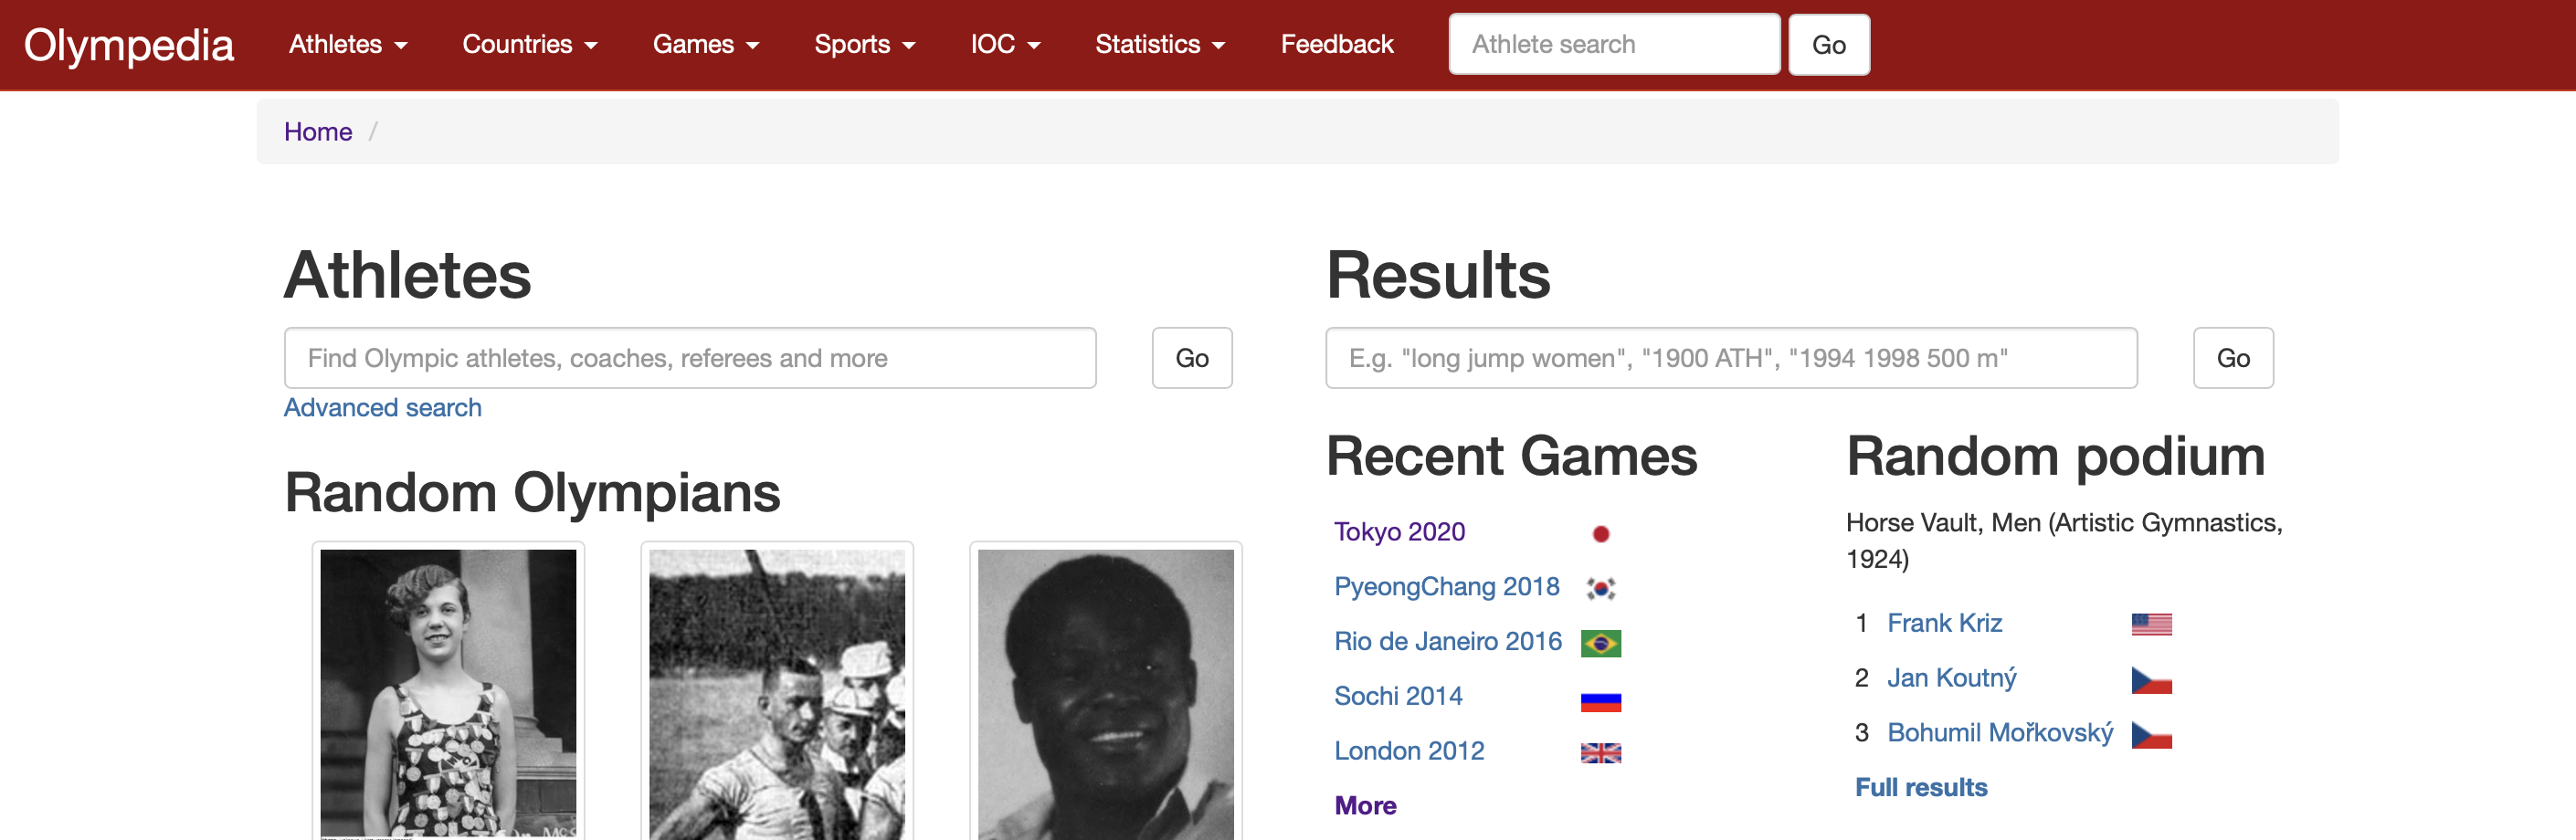 Olympedia Athletes Countries Games Sports IOC Statistics Feedback Athlete search Go
Home /
Athletes
Find Olympic athletes, coaches, referees and more Go
Advanced search
Random Olympians
Results
E.g. "long jump women", "1900 ATH", "1994 1998 500 m" Go
Recent Games
Tokyo 2020
PyeongChang 2018
Rio de Janeiro 2016
Sochi 2014
London 2012
More
Random podium
Horse Vault, Men (Artistic Gymnastics,
1924)
1 Frank Kriz
2 Jan Koutný
3 Bohumil Mořkovský
Full results